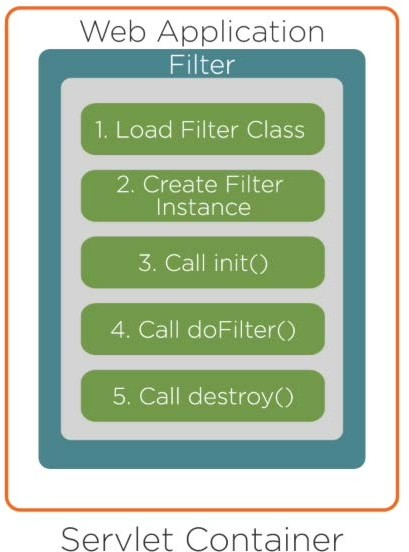 Web Application
Filter
1. Load Filter Class
2. Create Filter
Instance
3. Call init()
4. Call doFilter()
5. Call destroy()
Servlet Container